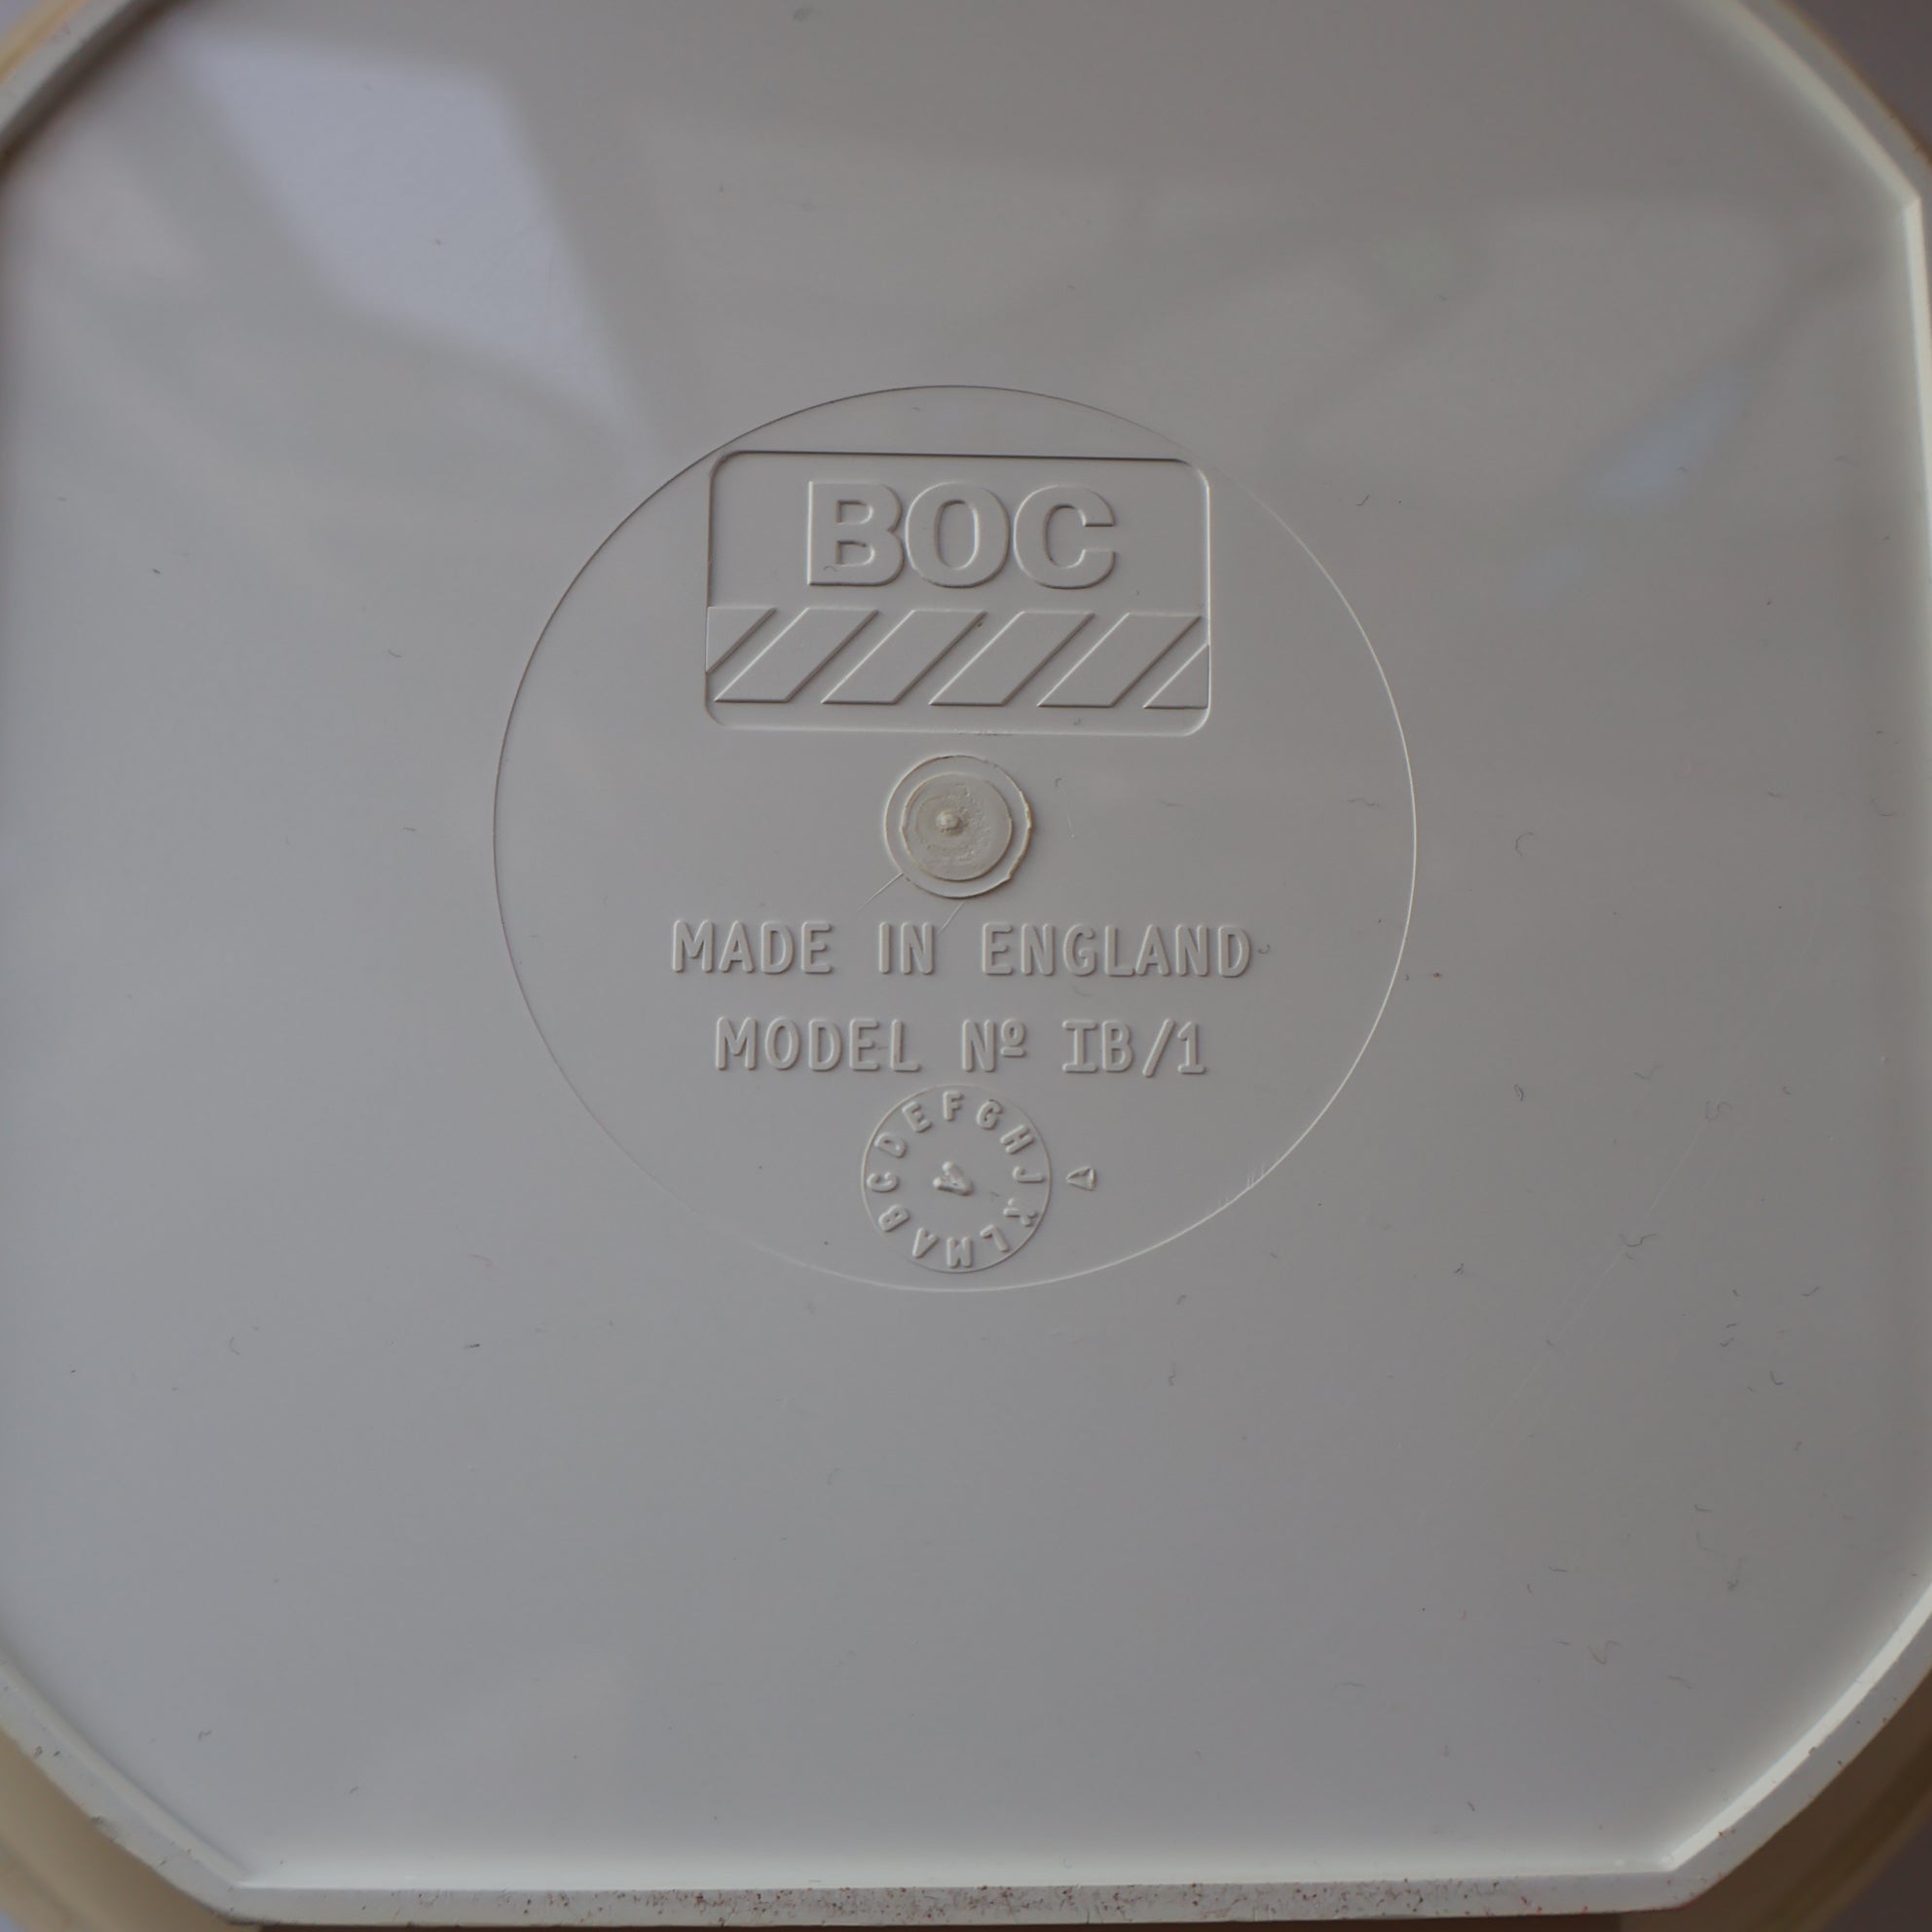 BOC
MADE IN ENGLAND
MODEL Nº IB/1
A B C D E F G H J K L M
A